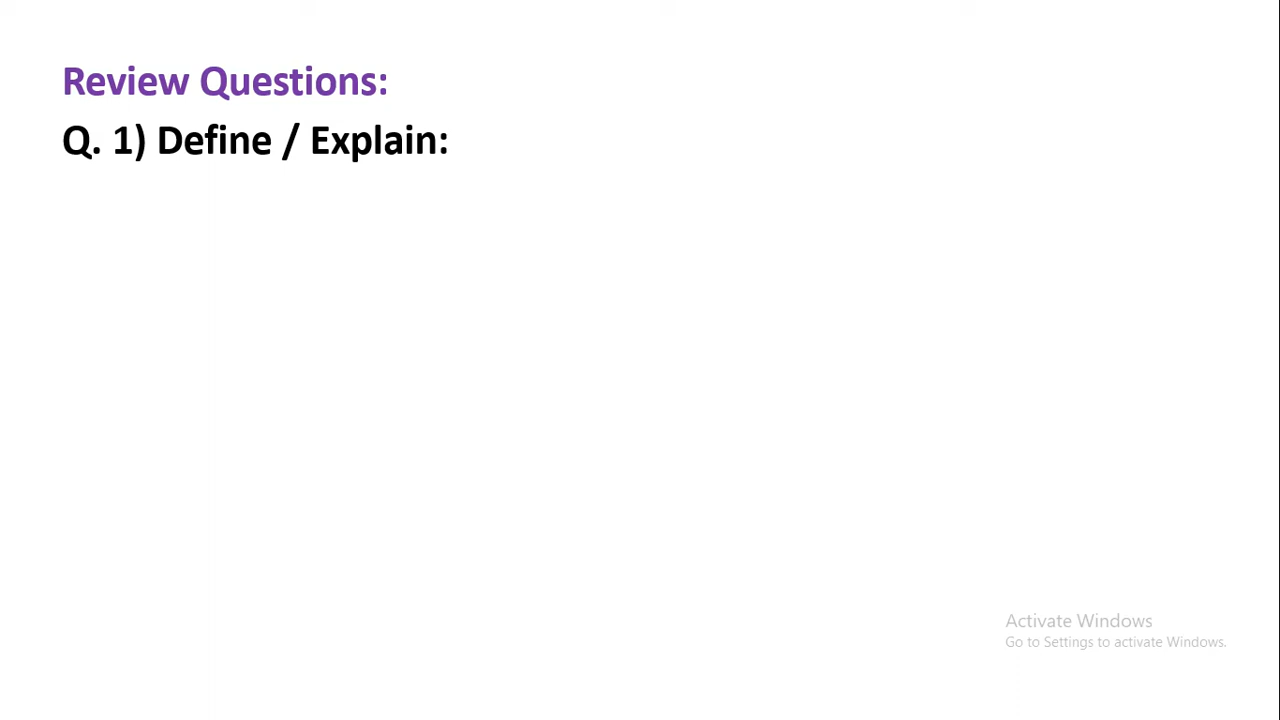 Review Questions:
Q. 1) Define / Explain:
Activate Windows
Go to Settings to activate Windows.